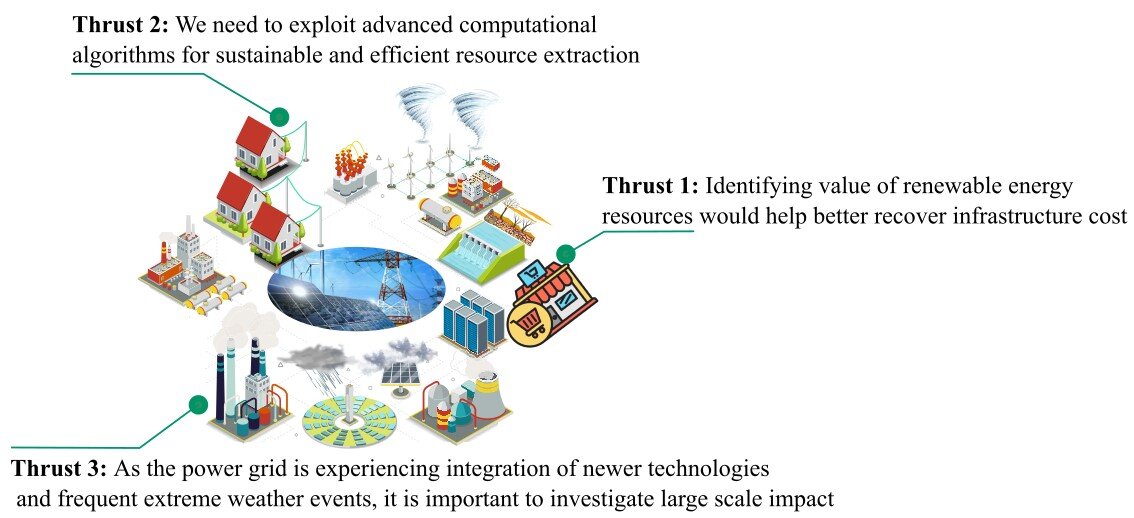 Thrust 2: We need to exploit advanced computational
algorithms for sustainable and efficient resource extraction
Thrust 1: Identifying value of renewable energy
resources would help better recover infrastructure cost
Thrust 3: As the power grid is experiencing integration of newer technologies
and frequent extreme weather events, it is important to investigate large scale impact